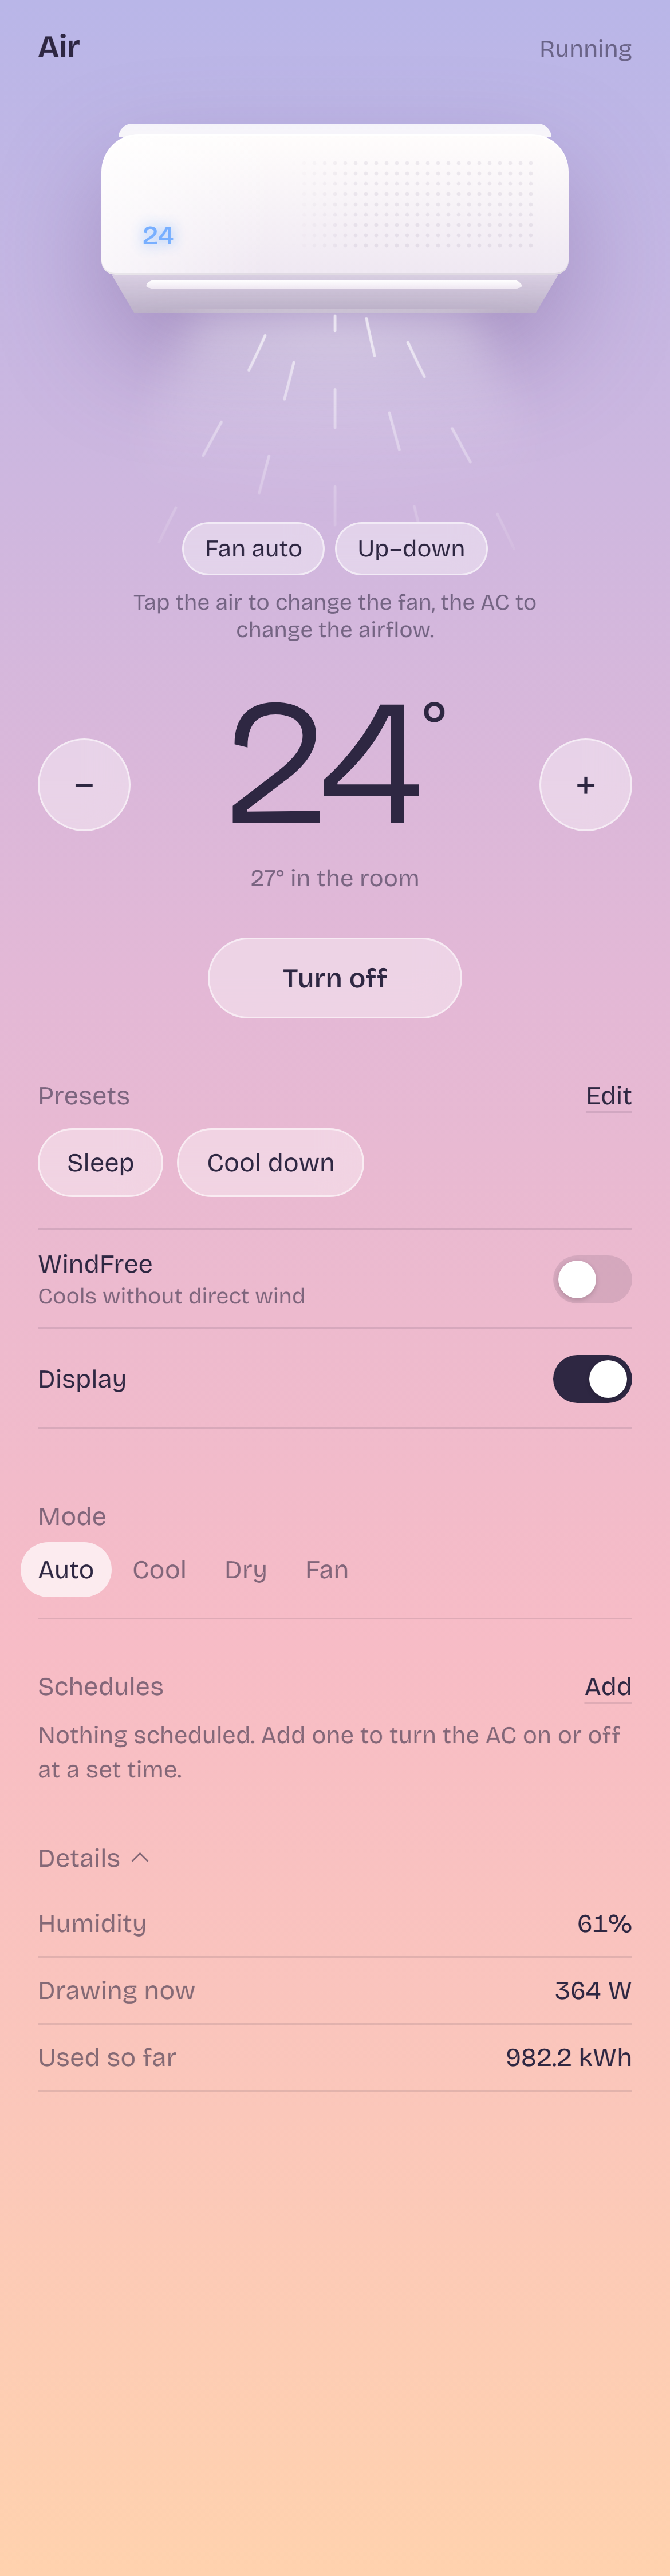 Air
Running
24
Fan auto
Up–down
Tap the air to change the fan, the AC to
change the airflow.
−
24°
+
27° in the room
Turn off
Presets
Edit
Sleep
Cool down
WindFree
Cools without direct wind
Display
Mode
Auto
Cool
Dry
Fan
Schedules
Add
Nothing scheduled. Add one to turn the AC on or off
at a set time.
Details
Humidity
61%
Drawing now
364 W
Used so far
982.2 kWh